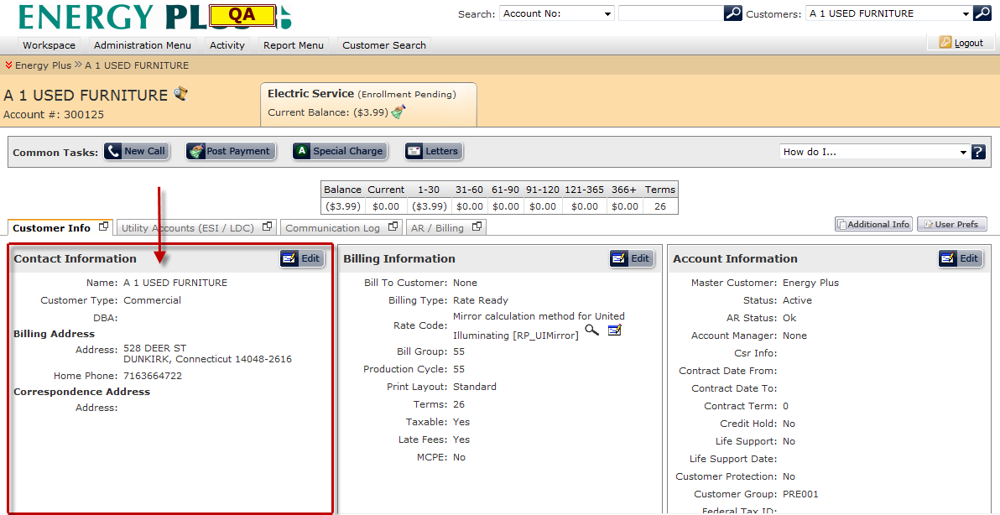 ENERGY PL S
QA
Search: Account No: Customers: A 1 USED FURNITURE
Workspace Administration Menu Activity Report Menu Customer Search Logout
Energy Plus >> A 1 USED FURNITURE
A 1 USED FURNITURE
Account #: 300125
Electric Service (Enrollment Pending)
Current Balance: ($3.99)
Common Tasks: New Call Post Payment A Special Charge Letters How do I... ?
Balance Current 1-30 31-60 61-90 91-120 121-365 366+ Terms
($3.99) $0.00 ($3.99) $0.00 $0.00 $0.00 $0.00 $0.00 26
Customer Info Utility Accounts (ESI / LDC) Communication Log AR / Billing Additional Info User Prefs
Contact Information Edit
Name: A 1 USED FURNITURE
Customer Type: Commercial
DBA:
Billing Address
Address: 528 DEER ST
DUNKIRK, Connecticut 14048-2616
Home Phone: 7163664722
Correspondence Address
Address:
Billing Information Edit
Bill To Customer: None
Billing Type: Rate Ready
Rate Code: Mirror calculation method for United
Illuminating [RP_UIMirror]
Bill Group: 55
Production Cycle: 55
Print Layout: Standard
Terms: 26
Taxable: Yes
Late Fees: Yes
MCPE: No
Account Information Edit
Master Customer: Energy Plus
Status: Active
AR Status: Ok
Account Manager: None
Csr Info:
Contract Date From:
Contract Date To:
Contract Term: 0
Credit Hold: No
Life Support: No
Life Support Date:
Customer Protection: No
Customer Group: PRE001
Federal Tax ID: